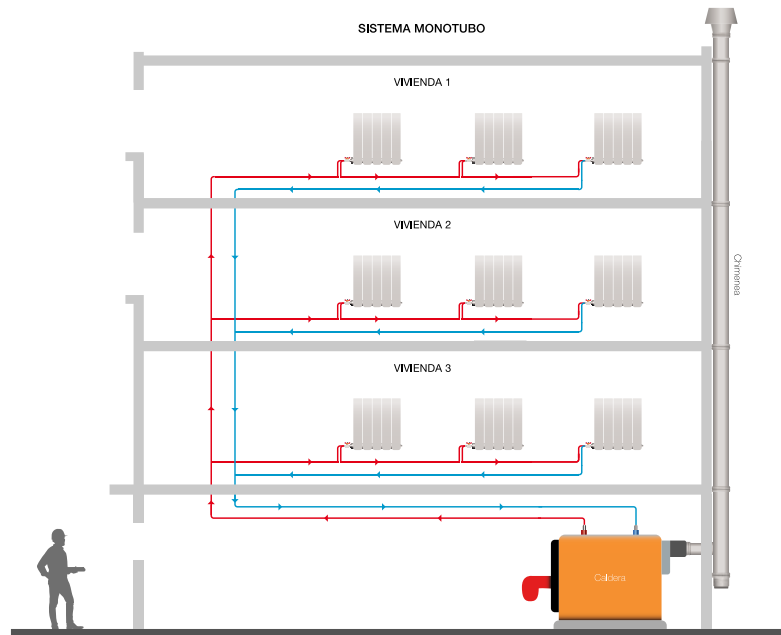 SISTEMA MONOTUBO
VIVIENDA 1
VIVIENDA 2
Chimenea
VIVIENDA 3
Caldera